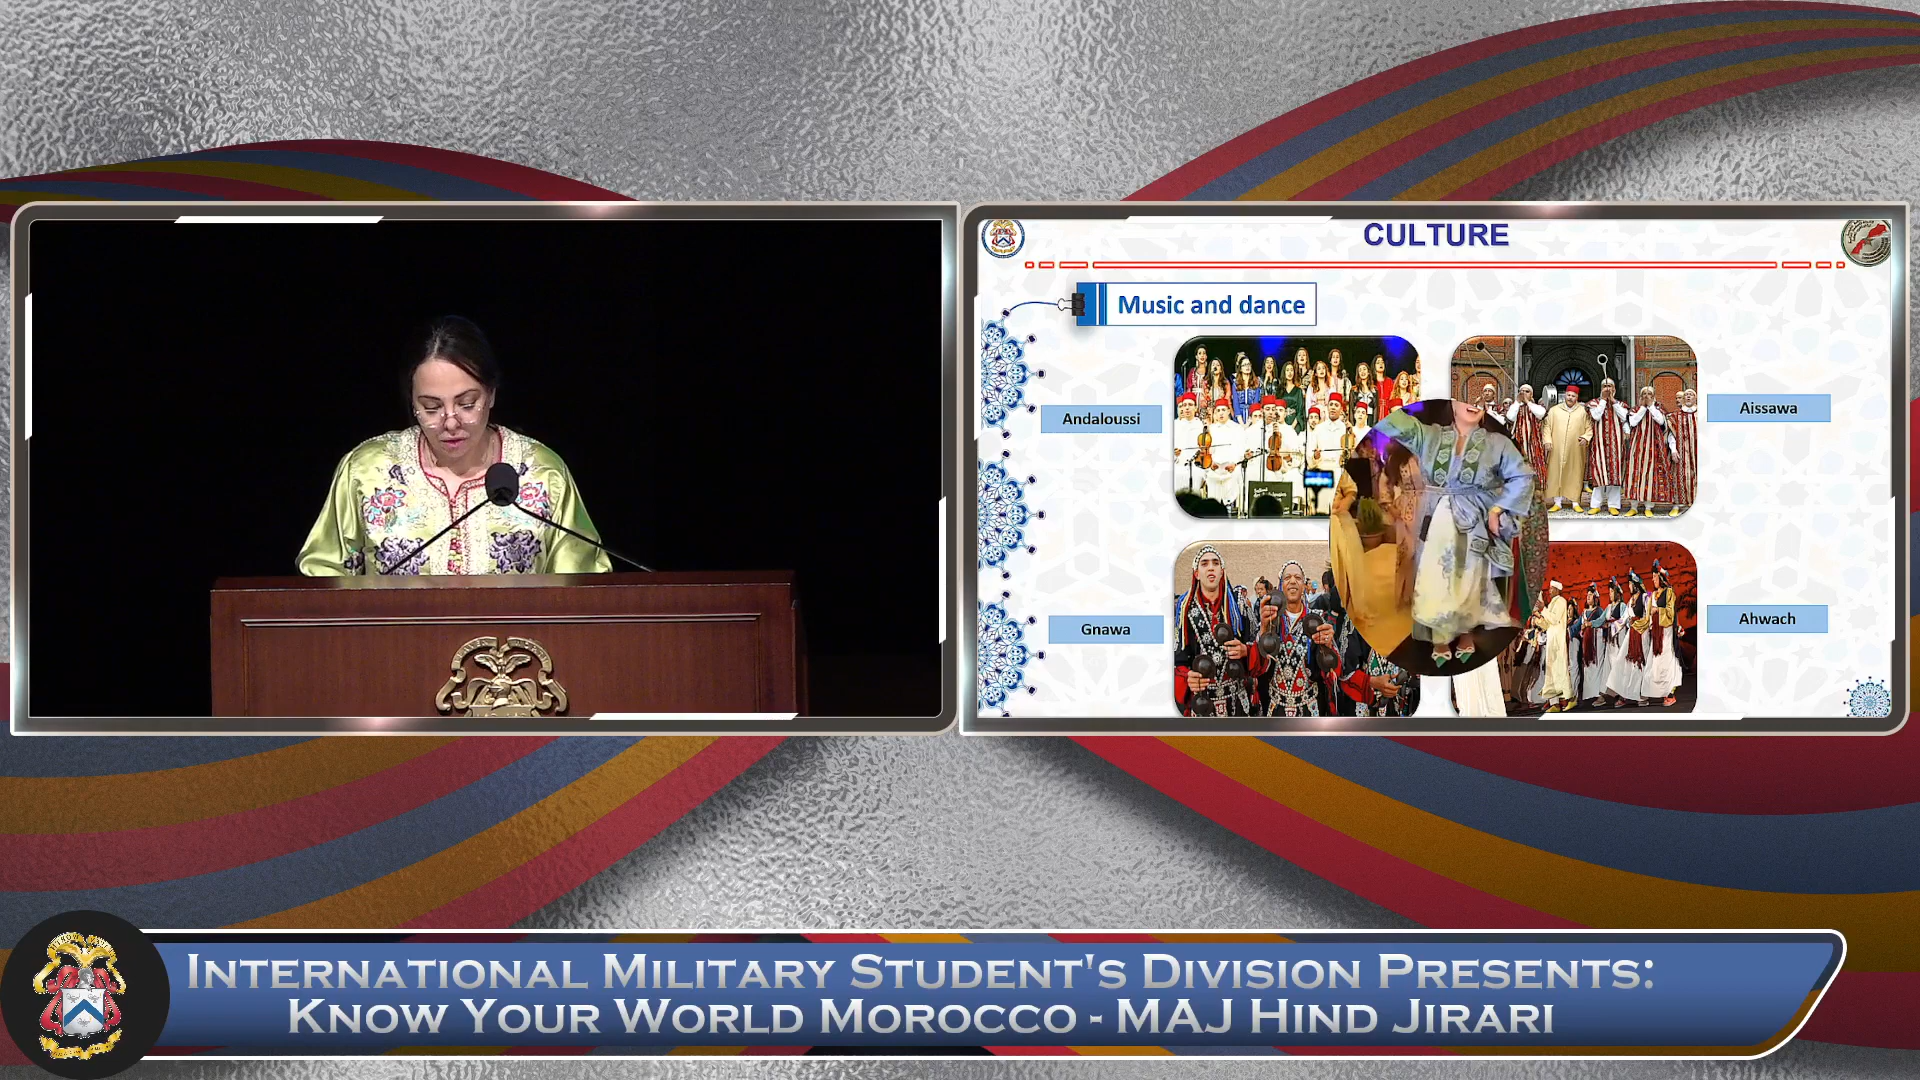 CULTURE
Music and dance
Andaloussi
Aissawa
Gnawa
Ahwach
International Military Student's Division Presents:
Know Your World Morocco - MAJ Hind Jirari